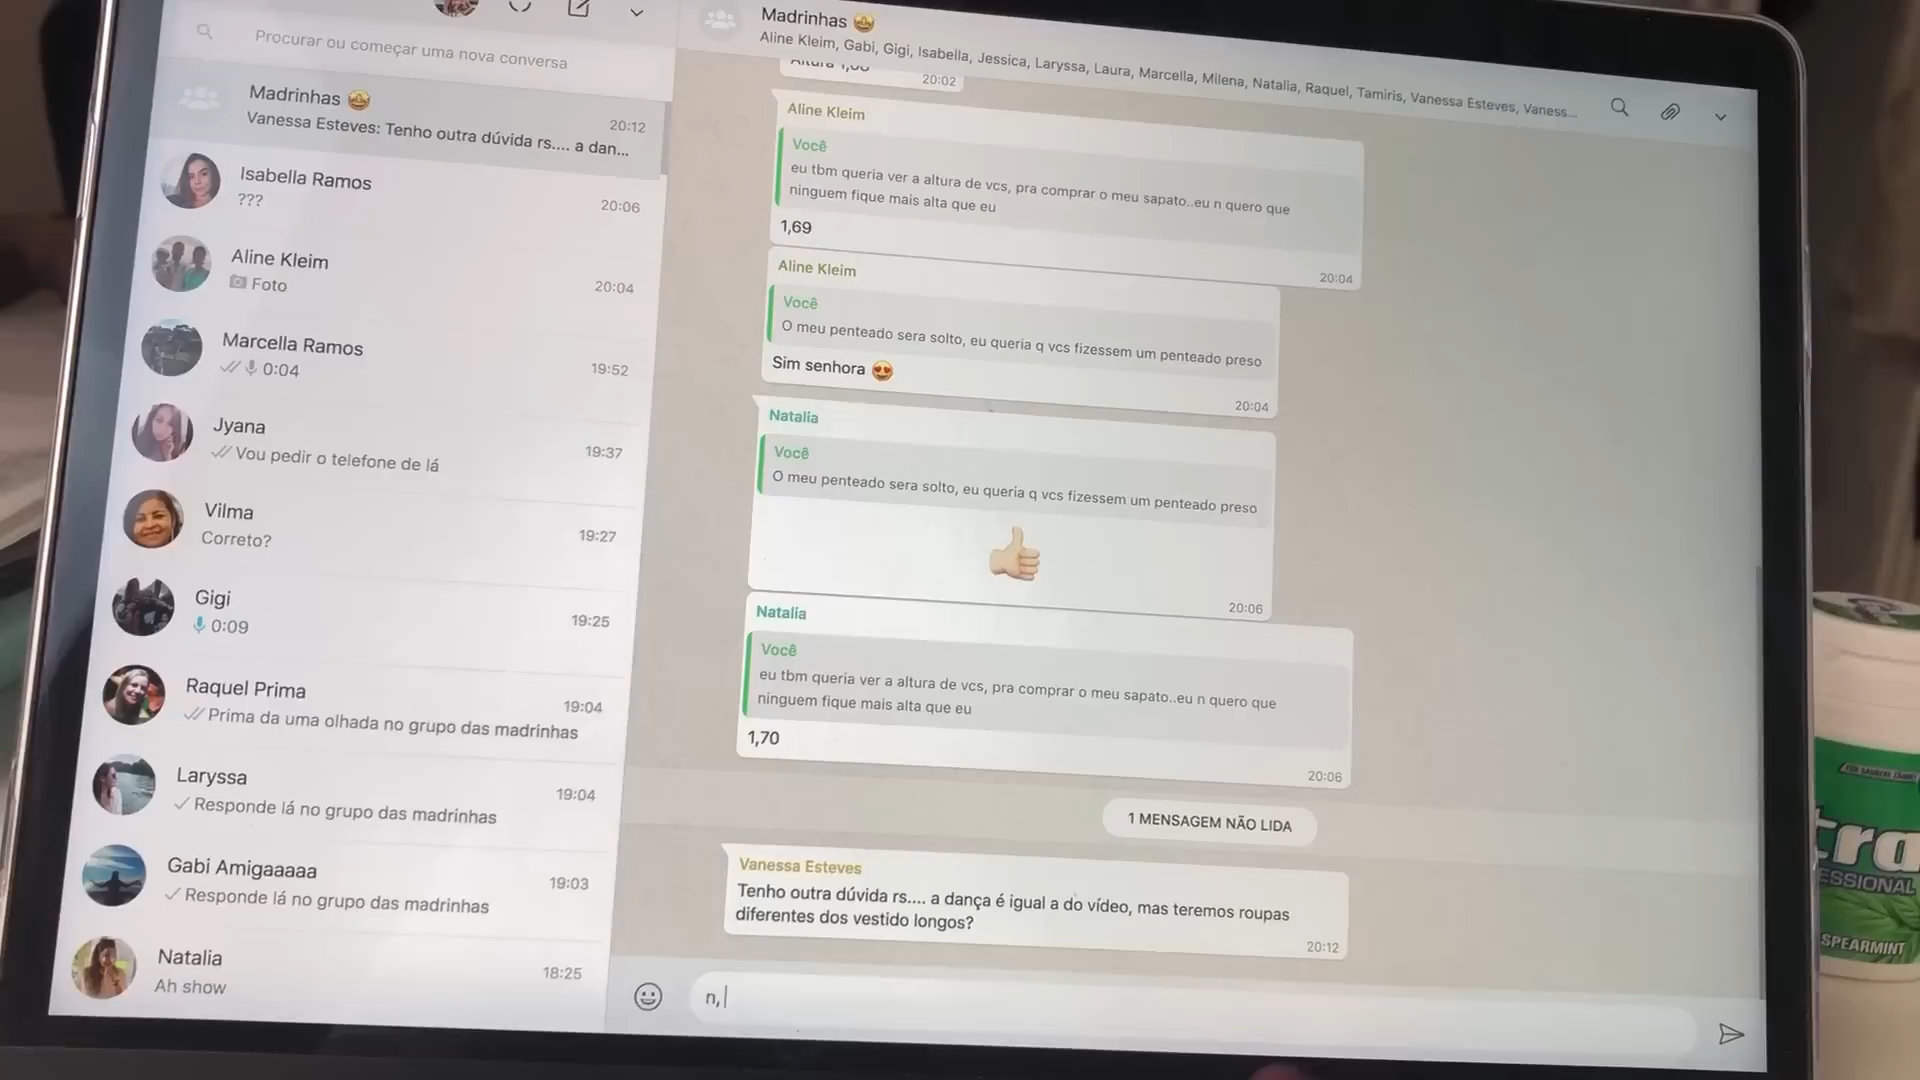 Procurar ou começar uma nova conversa
Madrinhas 🤩
20:12
Vanessa Esteves: Tenho outra dúvida rs.... a dan...
Isabella Ramos
20:06
???
Aline Kleim
20:04
Foto
Marcella Ramos
19:52
0:04
Jyana
19:37
Vou pedir o telefone de lá
Vilma
19:27
Correto?
Gigi
19:25
0:09
Raquel Prima
19:04
Prima da uma olhada no grupo das madrinhas
Laryssa
19:04
Responde lá no grupo das madrinhas
Gabi Amigaaaaa
19:03
Responde lá no grupo das madrinhas
Natalia
18:25
Ah show
Madrinhas 🤩
Aline Kleim, Gabi, Gigi, Isabella, Jessica, Laryssa, Laura, Marcella, Milena, Natalia, Raquel, Tamiris, Vanessa Esteves, Vaness...
20:02
Aline Kleim
Você
eu tbm queria ver a altura de vcs, pra comprar o meu sapato..eu n quero que
ninguem fique mais alta que eu
1,69
20:04
Aline Kleim
Você
O meu penteado sera solto, eu queria q vcs fizessem um penteado preso
Sim senhora 😍
20:04
Natalia
Você
O meu penteado sera solto, eu queria q vcs fizessem um penteado preso
👍🏻
20:06
Natalia
Você
eu tbm queria ver a altura de vcs, pra comprar o meu sapato..eu n quero que
ninguem fique mais alta que eu
1,70
20:06
1 MENSAGEM NÃO LIDA
Vanessa Esteves
Tenho outra dúvida rs.... a dança é igual a do vídeo, mas teremos roupas
diferentes dos vestido longos?
20:12
n,
tra
ESSIONAL
SPEARMINT